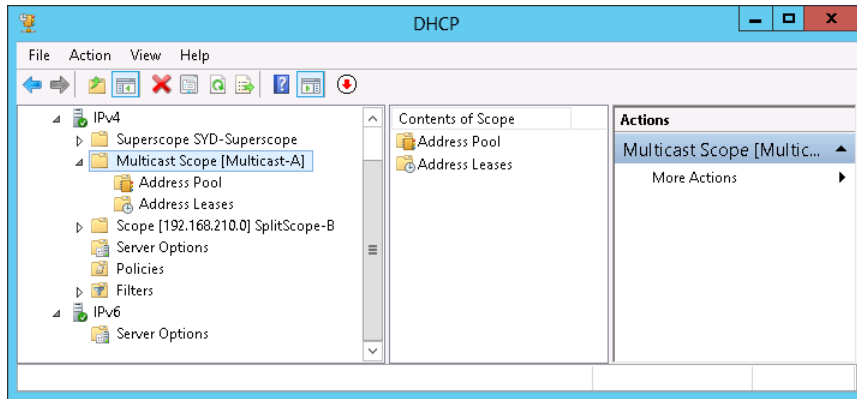 DHCP
File Action View Help
IPv4
Superscope SYD-Superscope
Multicast Scope [Multicast-A]
Address Pool
Address Leases
Scope [192.168.210.0] SplitScope-B
Server Options
Policies
Filters
IPv6
Server Options
Contents of Scope
Address Pool
Address Leases
Actions
Multicast Scope [Multic...
More Actions